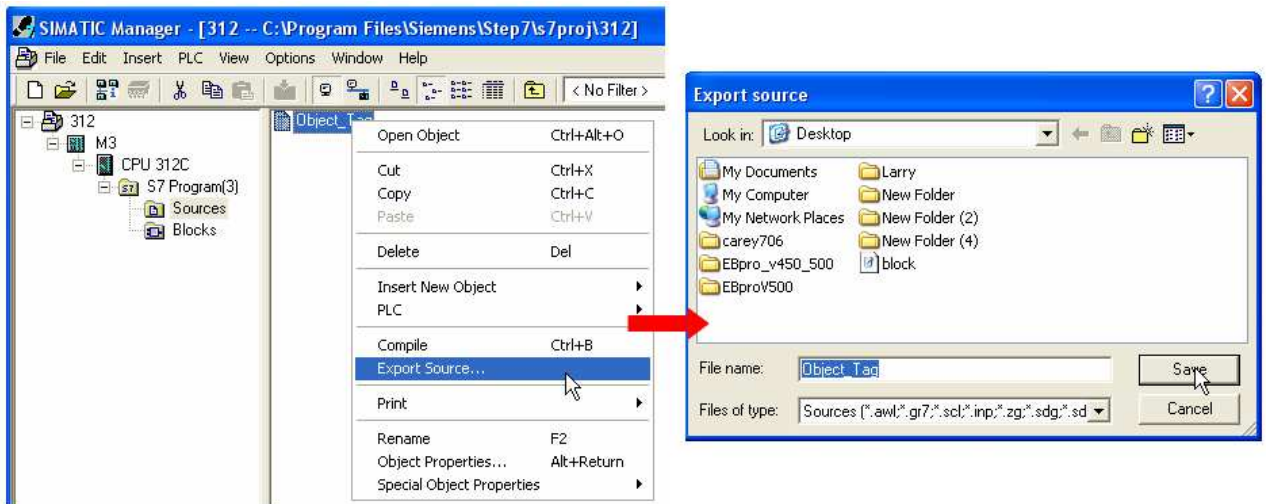 SIMATIC Manager - [312 -- C:\Program Files\Siemens\Step7\s7proj\312]
File Edit Insert PLC View Options Window Help
< No Filter >
312
M3
CPU 312C
S7 Program(3)
Sources
Blocks
Open Object Ctrl+Alt+O
Cut Ctrl+X
Copy Ctrl+C
Paste Ctrl+V
Delete Del
Insert New Object
PLC
Compile Ctrl+B
Export Source...
Print
Rename F2
Object Properties... Alt+Return
Special Object Properties
Export source
Look in: Desktop
My Documents
My Computer
My Network Places
carey706
EBpro_v450_500
EBproV500
Larry
New Folder
New Folder (2)
New Folder (4)
block
File name: Object_Tag
Save
Files of type: Sources (*.awl;*.gr7;*.scl;*.inp;*.zg;*.sdg;*.sd
Cancel